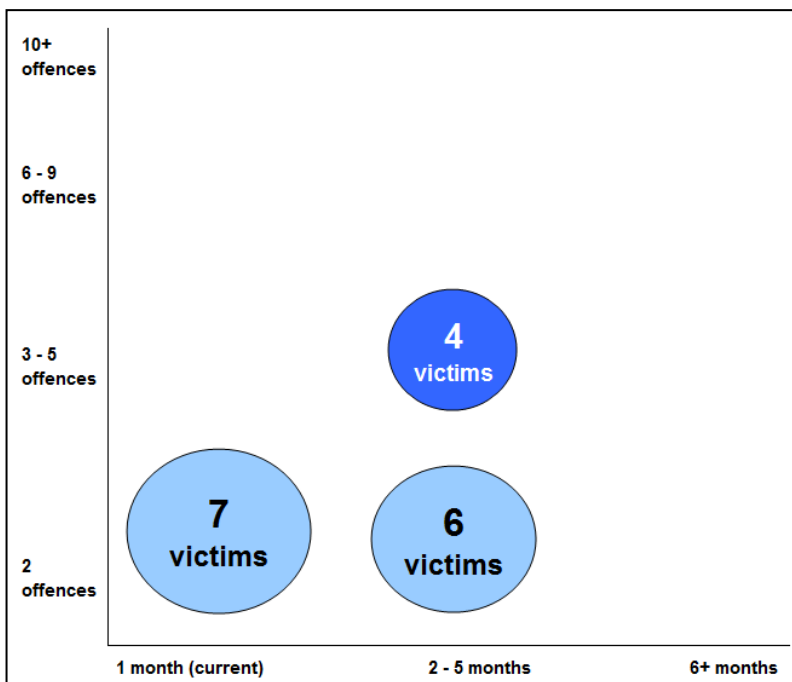 10+
offences
6 - 9
offences
3 - 5
offences
2
offences
4
victims
7
victims
6
victims
1 month (current)
2 - 5 months
6+ months